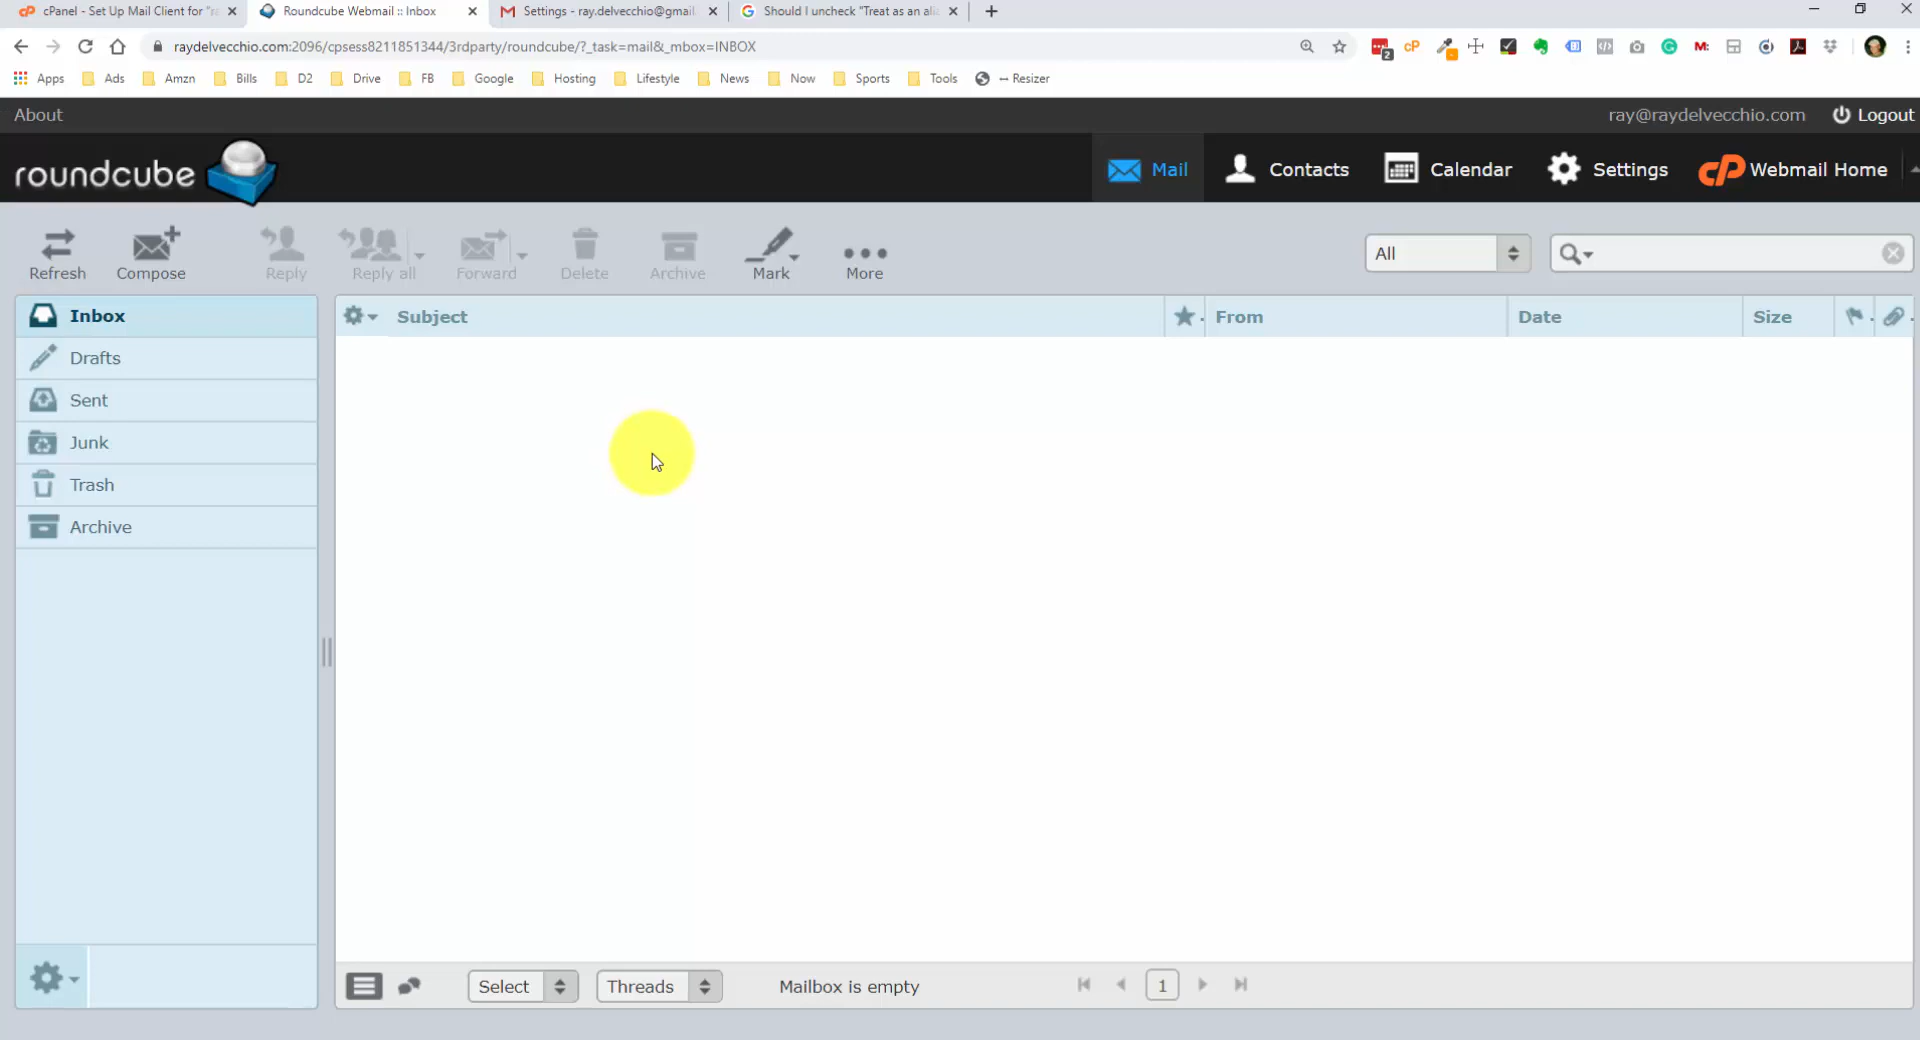 cPanel - Set Up Mail Client for "ra
Roundcube Webmail :: Inbox
Settings - ray.delvecchio@gmail
Should I uncheck "Treat as an alia
raydelvecchio.com:2096/cpsess8211851344/3rdparty/roundcube/?_task=mail&_mbox=INBOX
Apps Ads Amzn Bills D2 Drive FB Google Hosting Lifestyle News Now Sports Tools ↔ Resizer
About ray@raydelvecchio.com Logout
roundcube Mail Contacts Calendar Settings cP Webmail Home
Refresh Compose Reply Reply all Forward Delete Archive Mark More All
Inbox
Drafts
Sent
Junk
Trash
Archive
Subject From Date Size
Select Threads Mailbox is empty 1